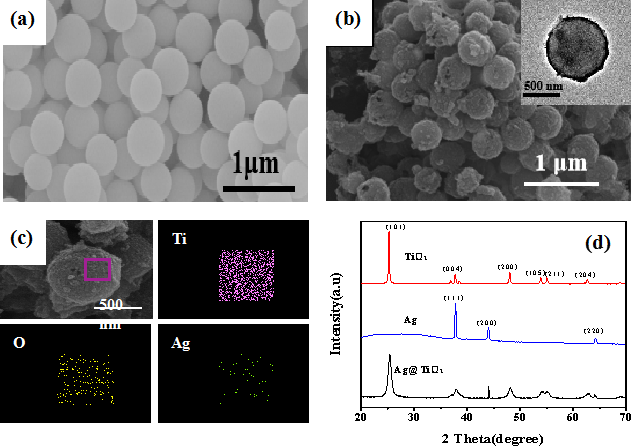 (a)
1μm
(b)
500 nm
1 μm
(c)
500
nm
Ti
O
Ag
(d)
Intensity(a.u)
(101)
(004)
(200)
(105)
(211)
(204)
TiO₂
(111)
Ag
(200)
(220)
Ag@
20 30 40 50 60 70
2 Theta(degree)